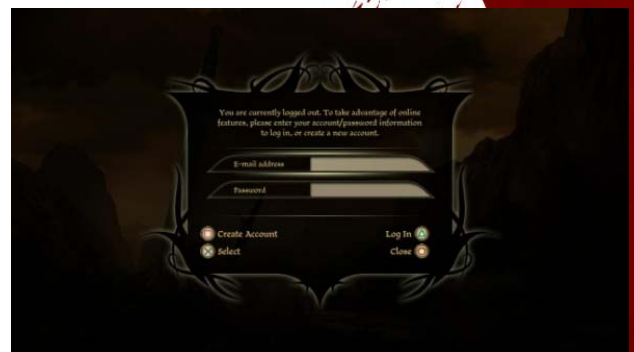 You are currently logged out. To take advantage of online
features, please enter your account/password information
to log in, or create a new account.
E-mail address
Password
Create Account
Log In
Select
Close